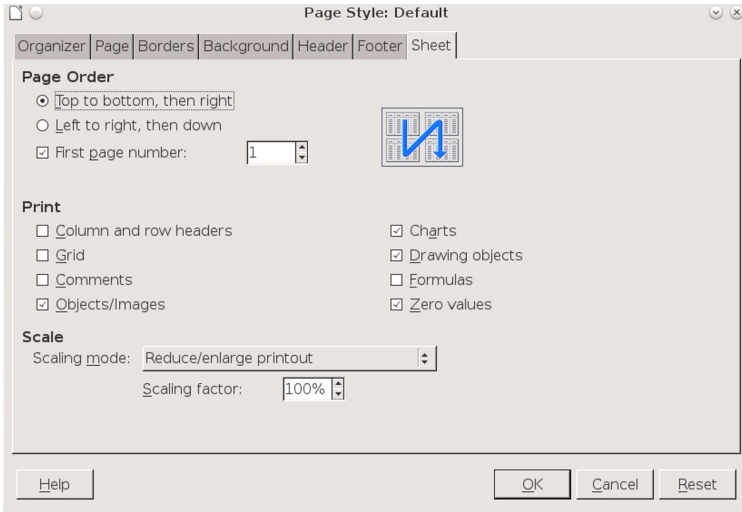 Page Style: Default
Organizer Page Borders Background Header Footer Sheet
Page Order
Top to bottom, then right
Left to right, then down
First page number: 1
Print
Column and row headers
Grid
Comments
Objects/Images
Charts
Drawing objects
Formulas
Zero values
Scale
Scaling mode: Reduce/enlarge printout
Scaling factor: 100%
Help OK Cancel Reset